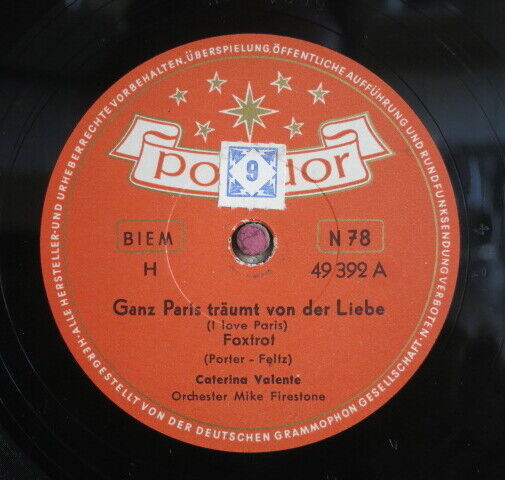 ALLE HERSTELLER-UND URHEBERRECHTE VORBEHALTEN. ÜBERSPIELUNG, ÖFFENTLICHE AUFFÜHRUNG UND RUNDFUNKSENDUNG VERBOTEN.
polydor
9
BIEM
N 78
H
49 392 A
Ganz Paris träumt von der Liebe
(I love Paris)
Foxtrot
(Porter - Feltz)
Caterina Valente
Orchester Mike Firestone
HERGESTELLT VON DER DEUTSCHEN GRAMMOPHON GESELLSCHAFT